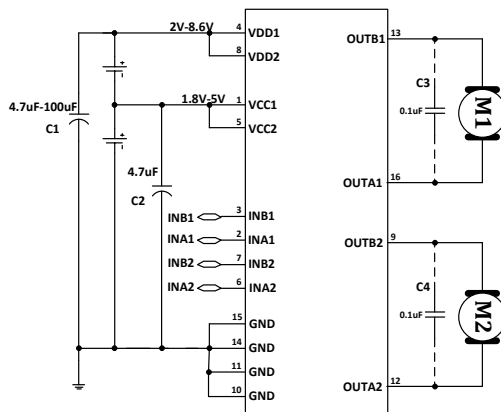 2V-8.6V
4
VDD1
8
VDD2
1.8V-5V
1
VCC1
5
VCC2
4.7uF-100uF
C1
4.7uF
C2
INB1
3
INB1
INA1
2
INA1
INB2
7
INB2
INA2
6
INA2
15
GND
14
GND
11
GND
10
GND
OUTB1
13
C3
0.1uF
M1
OUTA1
16
OUTB2
9
C4
0.1uF
M2
OUTA2
12